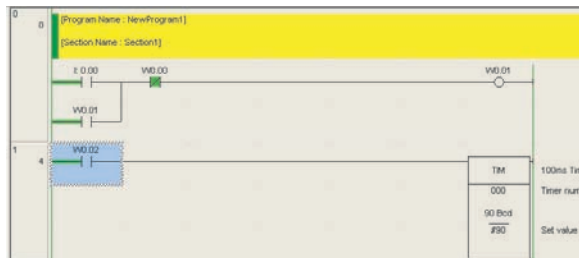 0
0
[Program Name : NewProgram1]
[Section Name : Section1]
I: 0.00
W0.00
W0.01
W0.01
1
4
W0.02
TIM
100ms Tim
000
Timer num
90 Bcd
#90
Set value